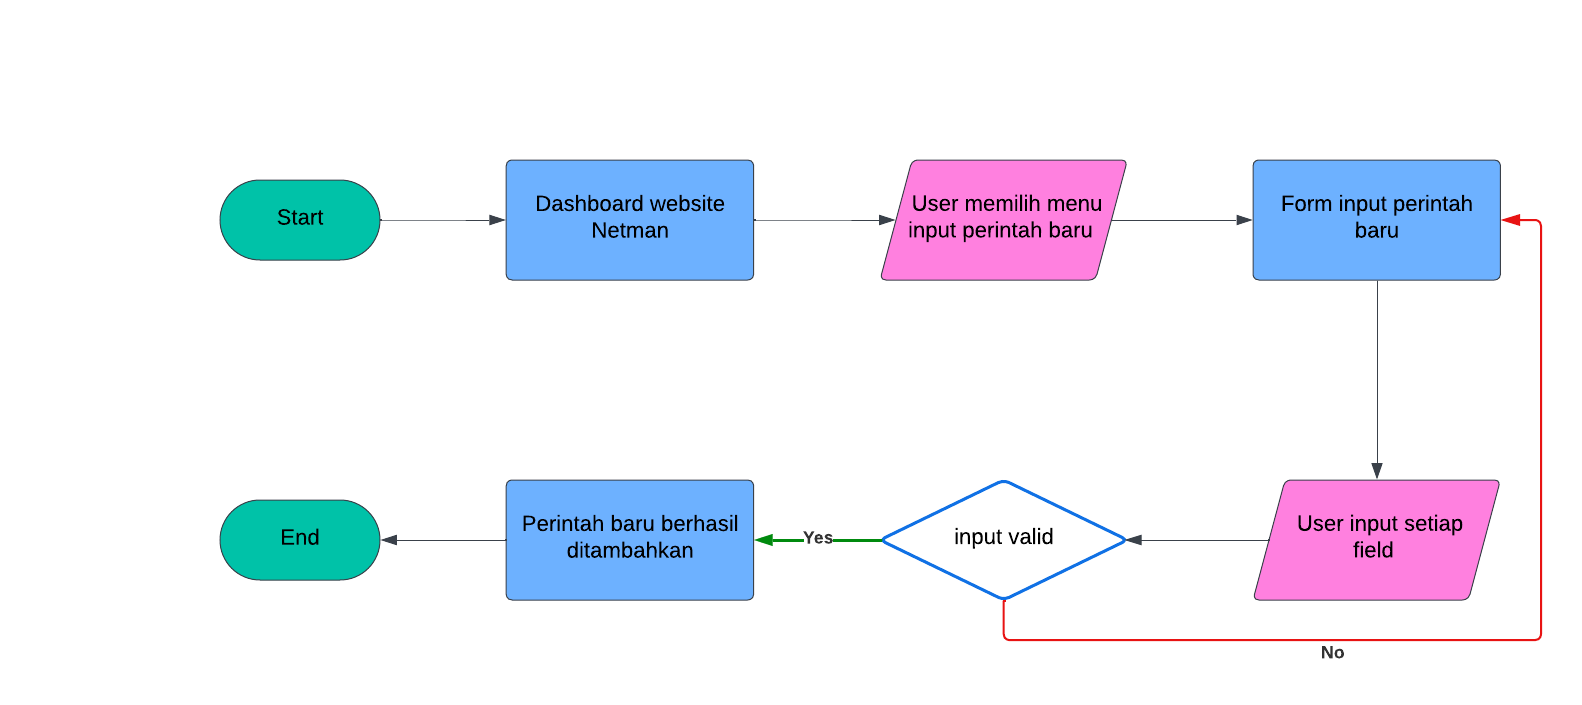 Start
Dashboard website
Netman
User memilih menu
input perintah baru
Form input perintah
baru
User input setiap
field
input valid
Yes
Perintah baru berhasil
ditambahkan
End
No